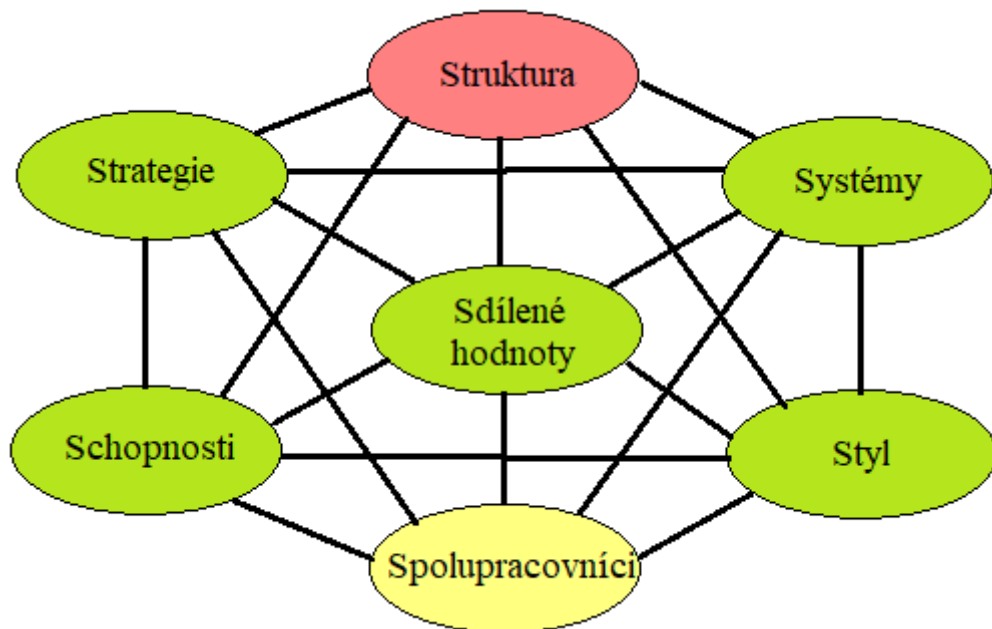 Struktura
Strategie
Systémy
Sdílené
hodnoty
Schopnosti
Styl
Spolupracovníci